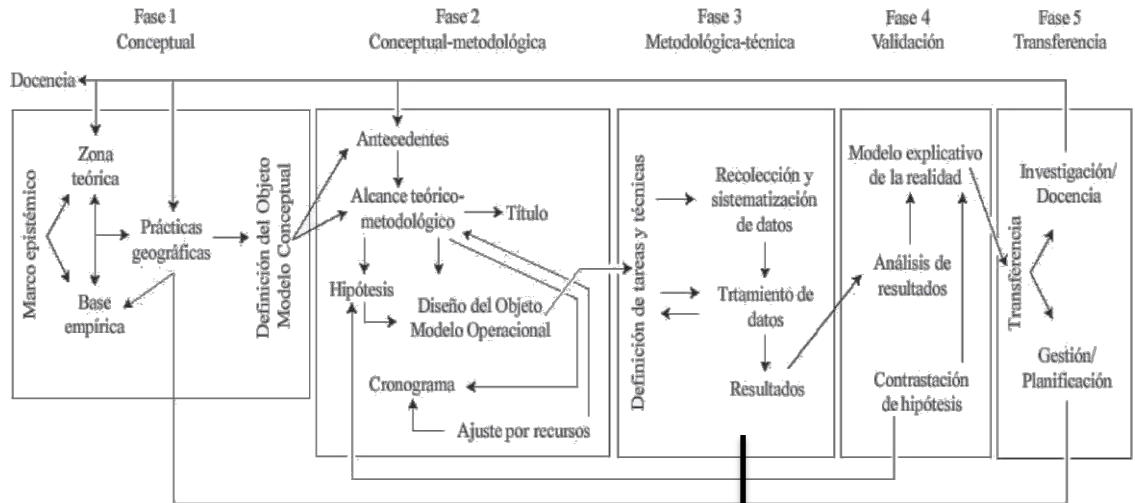 Fase 1
Conceptual
Fase 2
Conceptual-metodológica
Fase 3
Metodológica-técnica
Fase 4
Validación
Fase 5
Transferencia
Docencia
Marco epistémico
Zona
teórica
Prácticas
geográficas
Base
empírica
Definición del Objeto
Modelo Conceptual
Antecedentes
Alcance teórico-
metodológico
Título
Hipótesis
Diseño del Objeto
Modelo Operacional
Cronograma
Ajuste por recursos
Definición de tareas y técnicas
Recolección y
sistematización
de datos
Trtamiento de
datos
Resultados
Modelo explicativo
de la realidad
Análisis de
resultados
Contrastación
de hipótesis
Transferencia
Investigación/
Docencia
Gestión/
Planificación